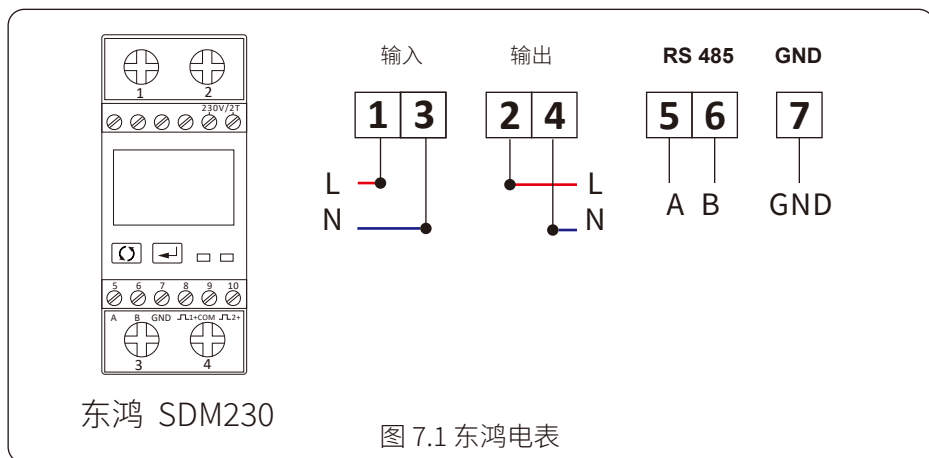 输入 输出 RS 485 GND
1 2
230V/2T
1 3 2 4 5 6 7
L L
N N
A B GND
5 6 7 8 9 10
A B GND ⎍1+COM ⎍2+
3 4
东鸿 SDM230
图 7.1 东鸿电表